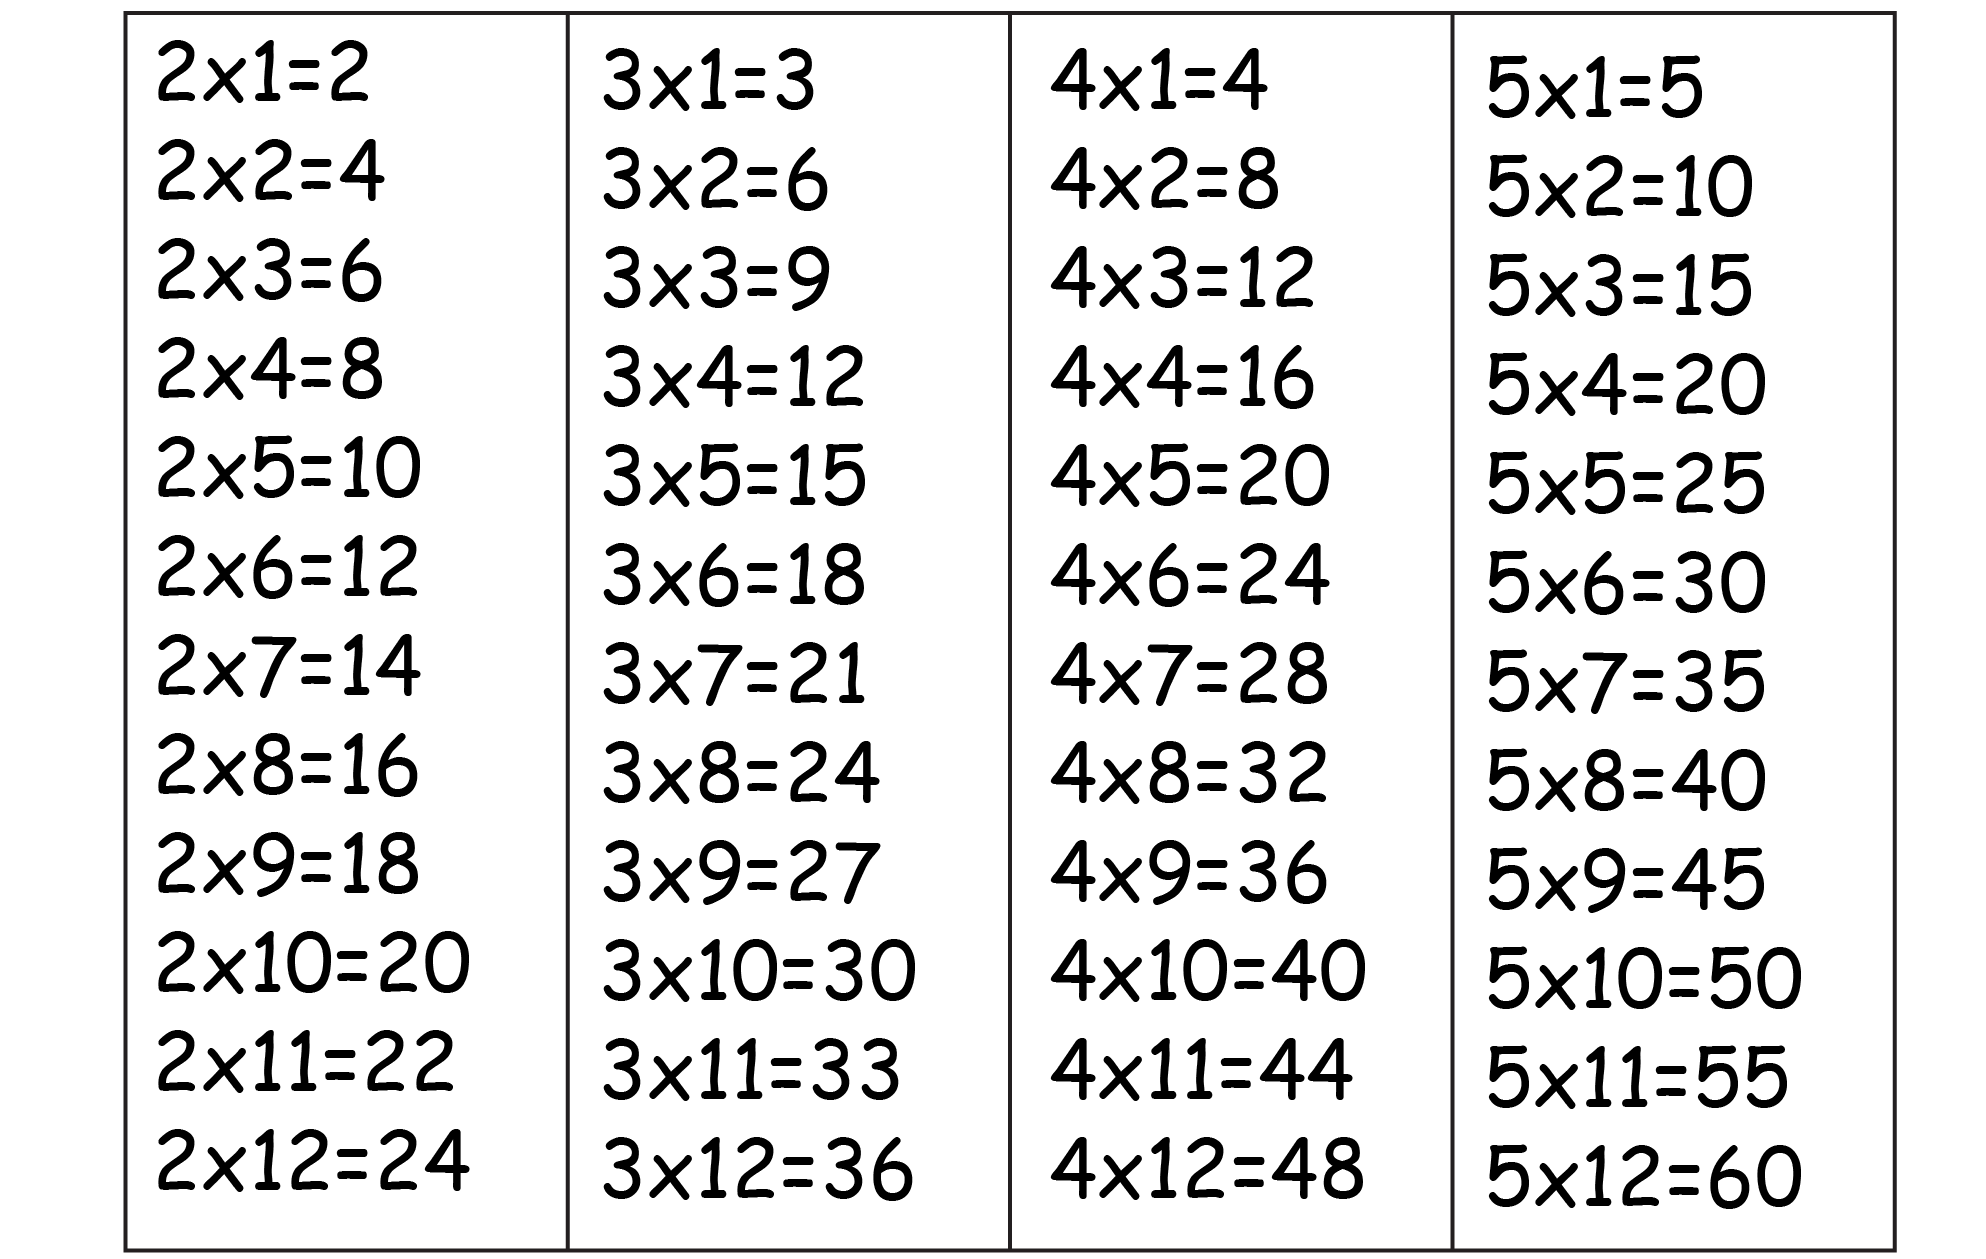 2x1=2
2x2=4
2x3=6
2x4=8
2x5=10
2x6=12
2x7=14
2x8=16
2x9=18
2x10=20
2x11=22
2x12=24
3x1=3
3x2=6
3x3=9
3x4=12
3x5=15
3x6=18
3x7=21
3x8=24
3x9=27
3x10=30
3x11=33
3x12=36
4x1=4
4x2=8
4x3=12
4x4=16
4x5=20
4x6=24
4x7=28
4x8=32
4x9=36
4x10=40
4x11=44
4x12=48
5x1=5
5x2=10
5x3=15
5x4=20
5x5=25
5x6=30
5x7=35
5x8=40
5x9=45
5x10=50
5x11=55
5x12=60